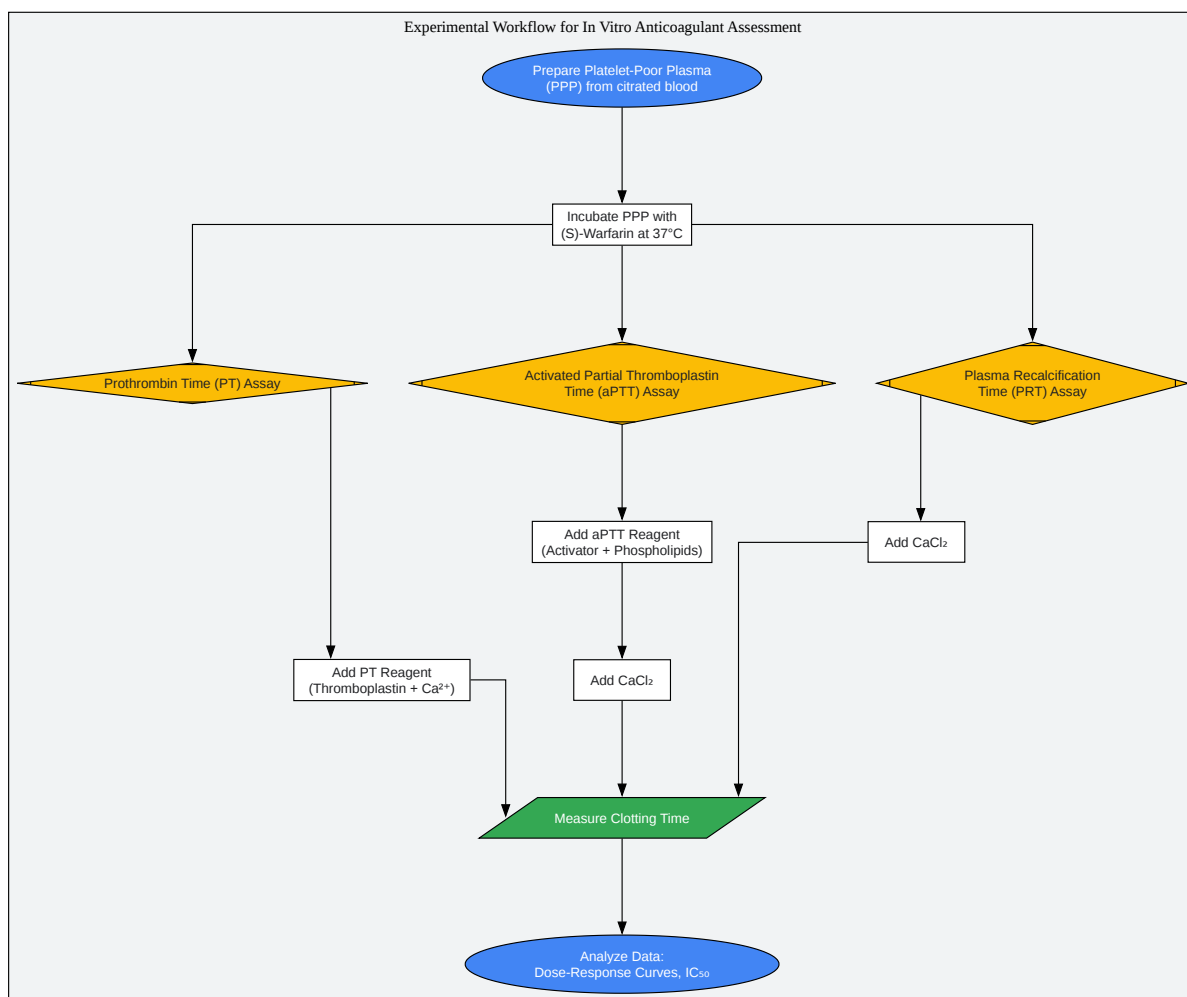 Experimental Workflow for In Vitro Anticoagulant Assessment
Prepare Platelet-Poor Plasma
(PPP) from citrated blood
Incubate PPP with
(S)-Warfarin at 37°C
Prothrombin Time (PT) Assay
Activated Partial Thromboplastin
Time (aPTT) Assay
Plasma Recalcification
Time (PRT) Assay
Add aPTT Reagent
(Activator + Phospholipids)
Add CaCl₂
Add PT Reagent
(Thromboplastin + Ca²⁺)
Add CaCl₂
Measure Clotting Time
Analyze Data:
Dose-Response Curves, IC₅₀